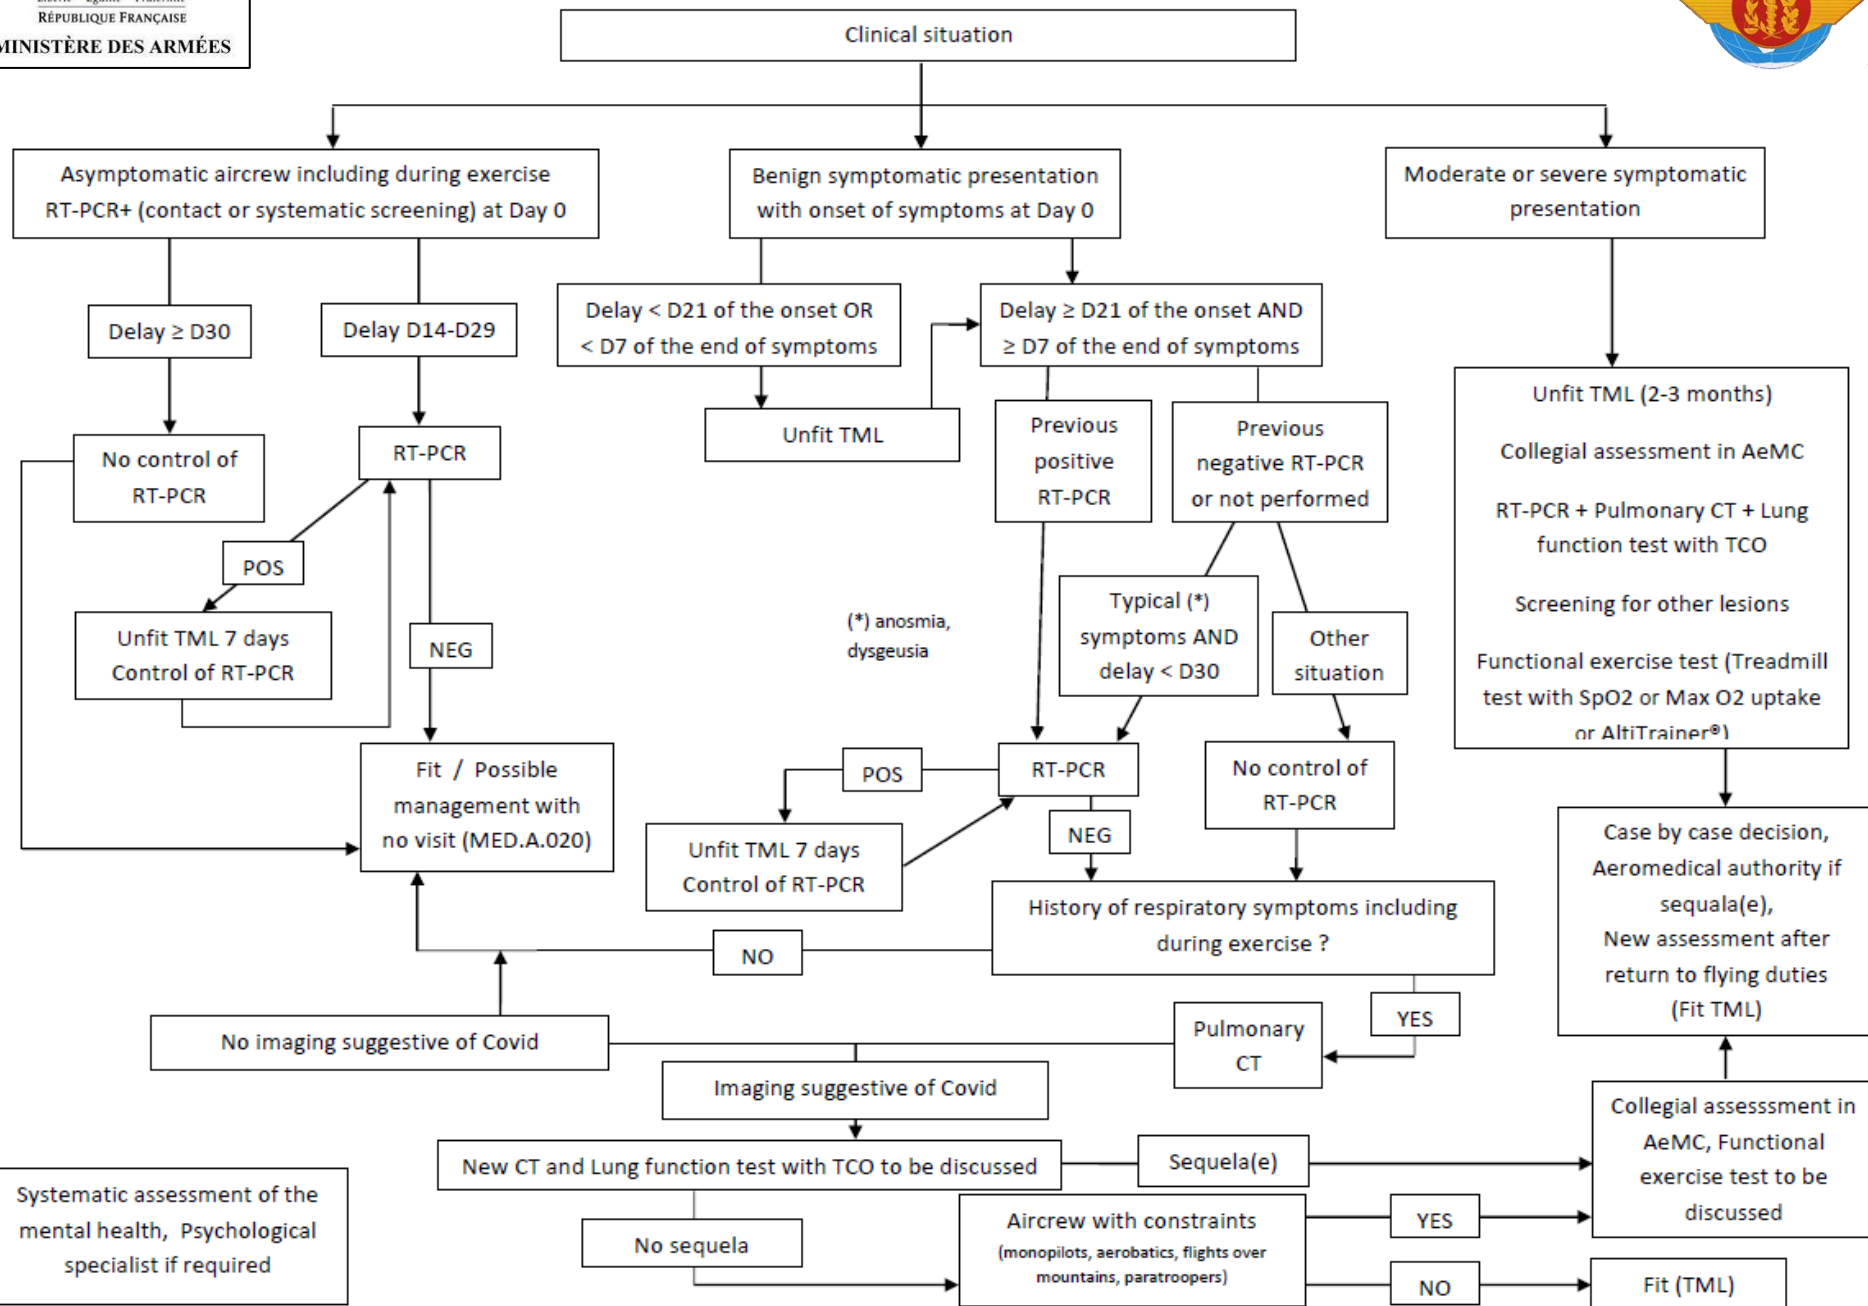 RÉPUBLIQUE FRANÇAISE
MINISTÈRE DES ARMÉES
Clinical situation
Asymptomatic aircrew including during exercise
RT-PCR+ (contact or systematic screening) at Day 0
Benign symptomatic presentation
with onset of symptoms at Day 0
Moderate or severe symptomatic
presentation
Delay ≥ D30
Delay D14-D29
Delay < D21 of the onset OR
< D7 of the end of symptoms
Delay ≥ D21 of the onset AND
≥ D7 of the end of symptoms
No control of
RT-PCR
RT-PCR
Unfit TML
Previous
positive
RT-PCR
Previous
negative RT-PCR
or not performed
Unfit TML (2-3 months)
Collegial assessment in AeMC
RT-PCR + Pulmonary CT + Lung
function test with TCO
Screening for other lesions
Functional exercise test (Treadmill
test with SpO2 or Max O2 uptake
or AltiTrainer®)
POS
Unfit TML 7 days
Control of RT-PCR
NEG
(*) anosmia,
dysgeusia
Typical (*)
symptoms AND
delay < D30
Other
situation
Fit / Possible
management with
no visit (MED.A.020)
POS
RT-PCR
No control of
RT-PCR
Unfit TML 7 days
Control of RT-PCR
NEG
Case by case decision,
Aeromedical authority if
sequala(e),
New assessment after
return to flying duties
(Fit TML)
History of respiratory symptoms including
during exercise ?
NO
YES
Pulmonary
CT
No imaging suggestive of Covid
Imaging suggestive of Covid
New CT and Lung function test with TCO to be discussed
Sequela(e)
Collegial assesssment in
AeMC, Functional
exercise test to be
discussed
Systematic assessment of the
mental health, Psychological
specialist if required
No sequela
Aircrew with constraints
(monopilots, aerobatics, flights over
mountains, paratroopers)
YES
NO
Fit (TML)